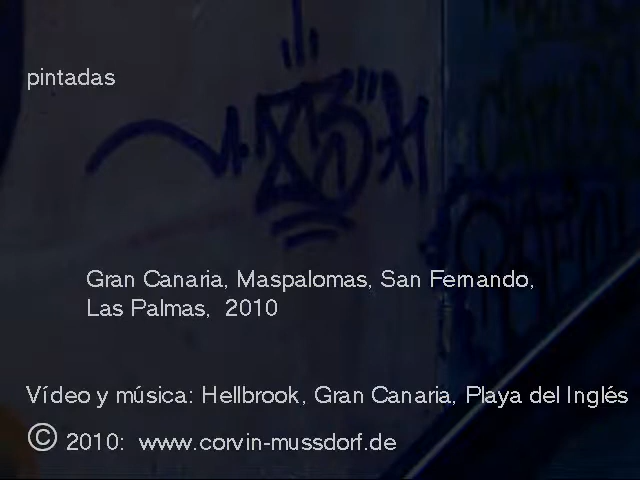 pintadas
Gran Canaria, Maspalomas, San Fernando,
Las Palmas, 2010
Vídeo y música: Hellbrook, Gran Canaria, Playa del Inglés
© 2010: www.corvin-mussdorf.de